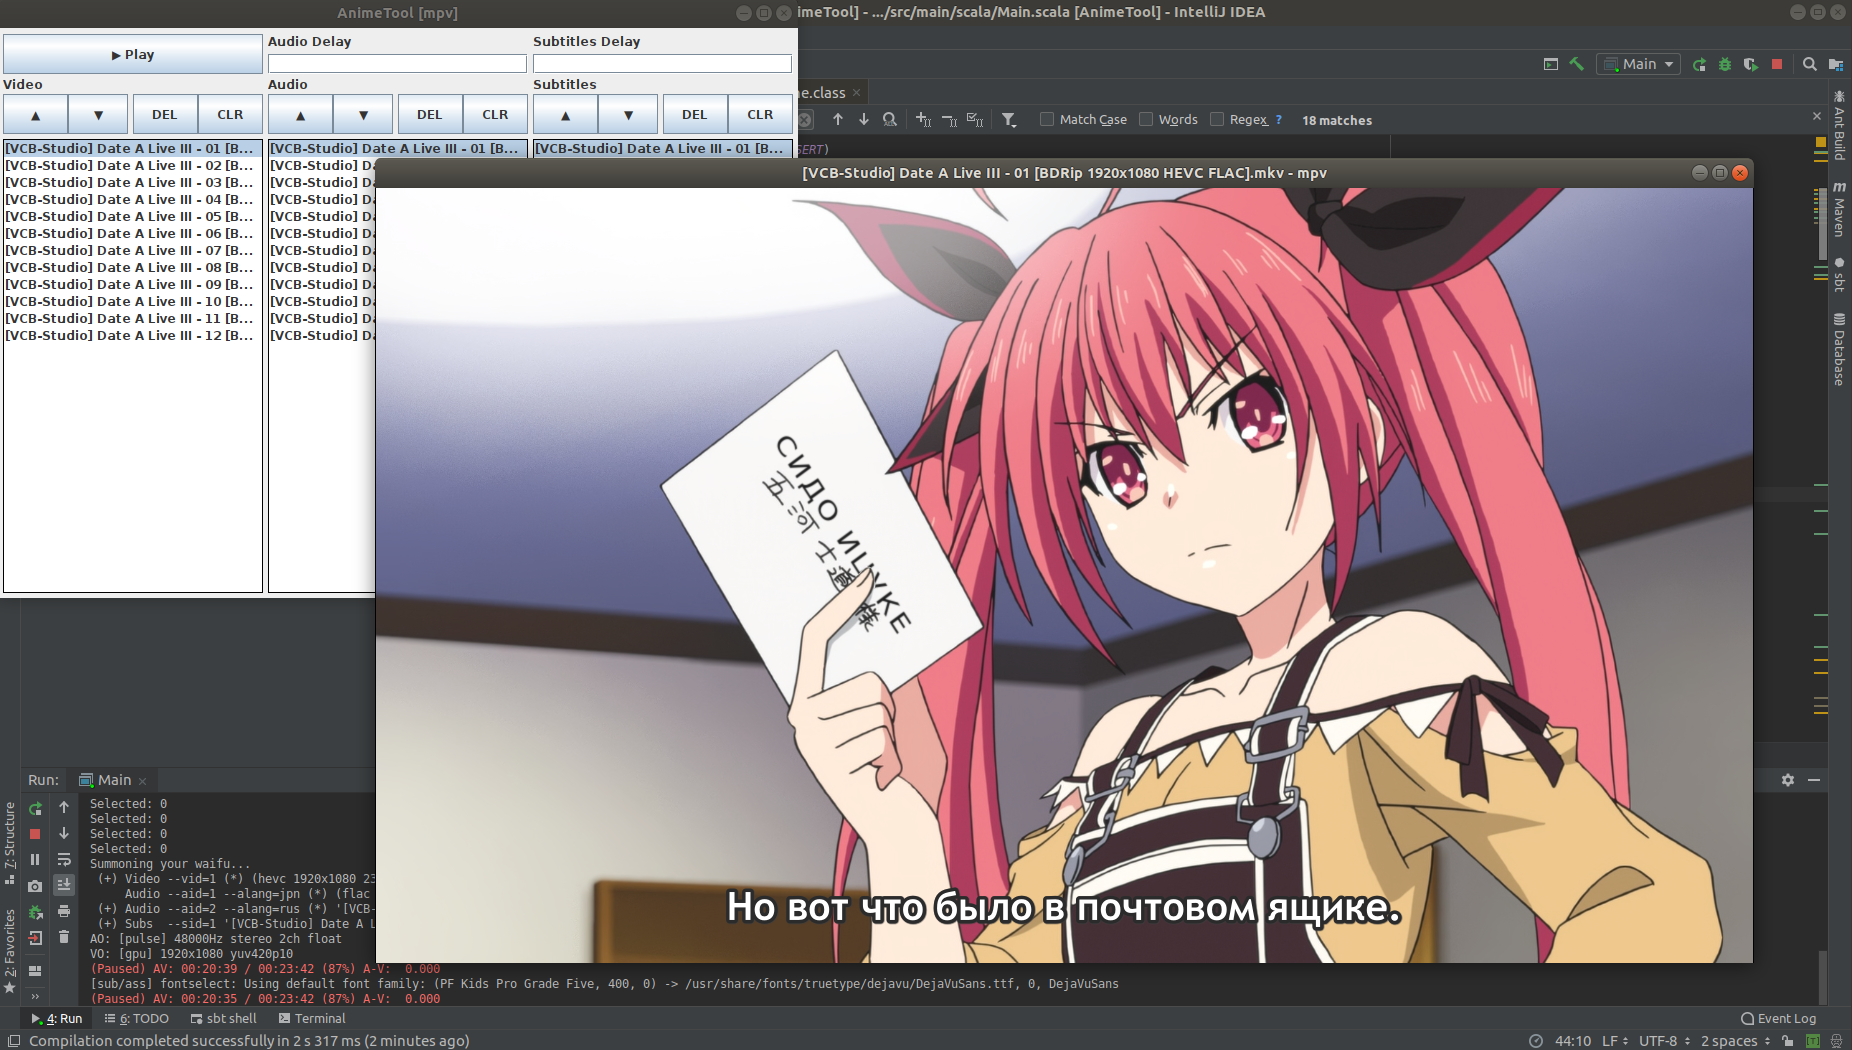 AnimeTool [mpv]
imeTool] - .../src/main/scala/Main.scala [AnimeTool] - IntelliJ IDEA
▶ Play
Audio Delay
Subtitles Delay
Video
Audio
Subtitles
▲ ▼ DEL CLR
▲ ▼ DEL CLR
▲ ▼ DEL CLR
[VCB-Studio] Date A Live III - 01 [B...
[VCB-Studio] Date A Live III - 02 [B...
[VCB-Studio] Date A Live III - 03 [B...
[VCB-Studio] Date A Live III - 04 [B...
[VCB-Studio] Date A Live III - 05 [B...
[VCB-Studio] Date A Live III - 06 [B...
[VCB-Studio] Date A Live III - 07 [B...
[VCB-Studio] Date A Live III - 08 [B...
[VCB-Studio] Date A Live III - 09 [B...
[VCB-Studio] Date A Live III - 10 [B...
[VCB-Studio] Date A Live III - 11 [B...
[VCB-Studio] Date A Live III - 12 [B...
[VCB-Studio] Date A Live III - 01 [B...
[VCB-Studio] Da
[VCB-Studio] Da
[VCB-Studio] Da
[VCB-Studio] Da
[VCB-Studio] Da
[VCB-Studio] Da
[VCB-Studio] Da
[VCB-Studio] Da
[VCB-Studio] Da
[VCB-Studio] Da
[VCB-Studio] Da
[VCB-Studio] Date A Live III - 01 [B...
Main
e.class
Match Case
Words
Regex ?
18 matches
SERT)
Ant Build
Maven
sbt
Database
[VCB-Studio] Date A Live III - 01 [BDRip 1920x1080 HEVC FLAC].mkv - mpv
СИДО ИЦУКЕ
五河 士道 様
Но вот что было в почтовом ящике.
7: Structure
2: Favorites
Run: Main
Selected: 0
Selected: 0
Selected: 0
Selected: 0
Summoning your waifu...
(+) Video --vid=1 (*) (hevc 1920x1080 23
Audio --aid=1 --alang=jpn (*) (flac
(+) Audio --aid=2 --alang=rus (*) '[VCB-
(+) Subs --sid=1 '[VCB-Studio] Date A L
AO: [pulse] 48000Hz stereo 2ch float
VO: [gpu] 1920x1080 yuv420p10
(Paused) AV: 00:20:39 / 00:23:42 (87%) A-V: 0.000
[sub/ass] fontselect: Using default font family: (PF Kids Pro Grade Five, 400, 0) -> /usr/share/fonts/truetype/dejavu/DejaVuSans.ttf, 0, DejaVuSans
(Paused) AV: 00:20:35 / 00:23:42 (87%) A-V: 0.000
4: Run
6: TODO
sbt shell
Terminal
Event Log
Compilation completed successfully in 2 s 317 ms (2 minutes ago)
44:10 LF UTF-8 2 spaces